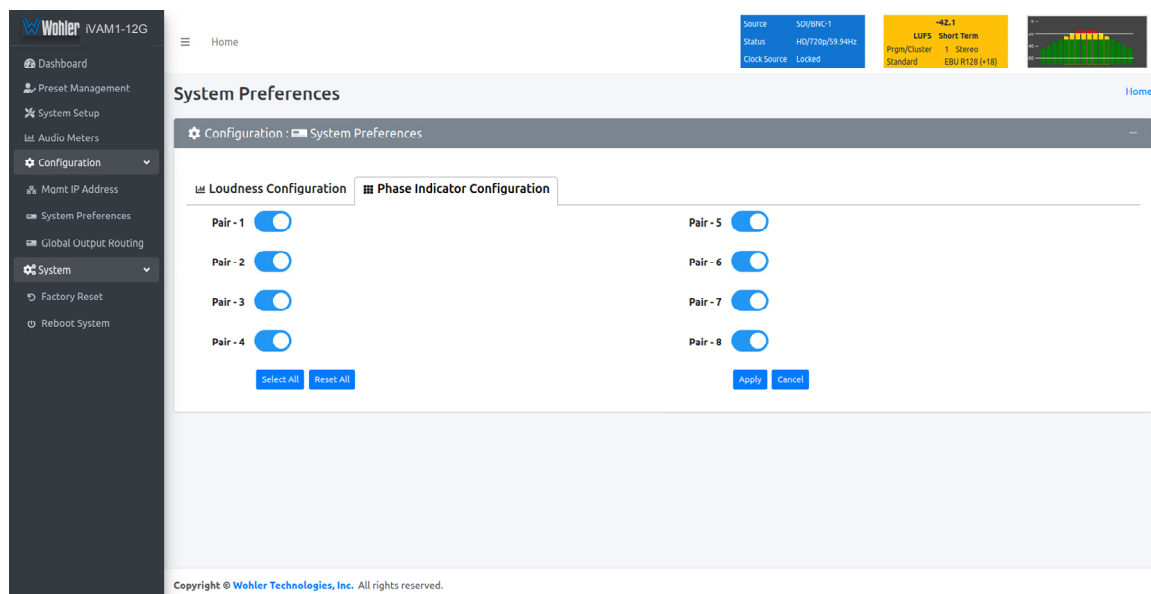 Wohler iVAM1-12G
Dashboard
Preset Management
System Setup
Audio Meters
Configuration
Mgmt IP Address
System Preferences
Global Output Routing
System
Factory Reset
Reboot System
Home
Source SDI/BNC-1
Status HD/720p/59.94Hz
Clock Source Locked
-42.1
LUFS Short Term
Prgm/Cluster 1 Stereo
Standard EBU R128 (+18)
System Preferences
Home
Configuration : System Preferences
Loudness Configuration Phase Indicator Configuration
Pair - 1 Pair - 5
Pair - 2 Pair - 6
Pair - 3 Pair - 7
Pair - 4 Pair - 8
Select All Reset All Apply Cancel
Copyright © Wohler Technologies, Inc. All rights reserved.